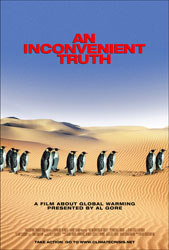 AN
INCONVENIENT
TRUTH
A FILM ABOUT GLOBAL WARMING
PRESENTED BY AL GORE
TAKE ACTION. GO TO WWW.CLIMATECRISIS.NET